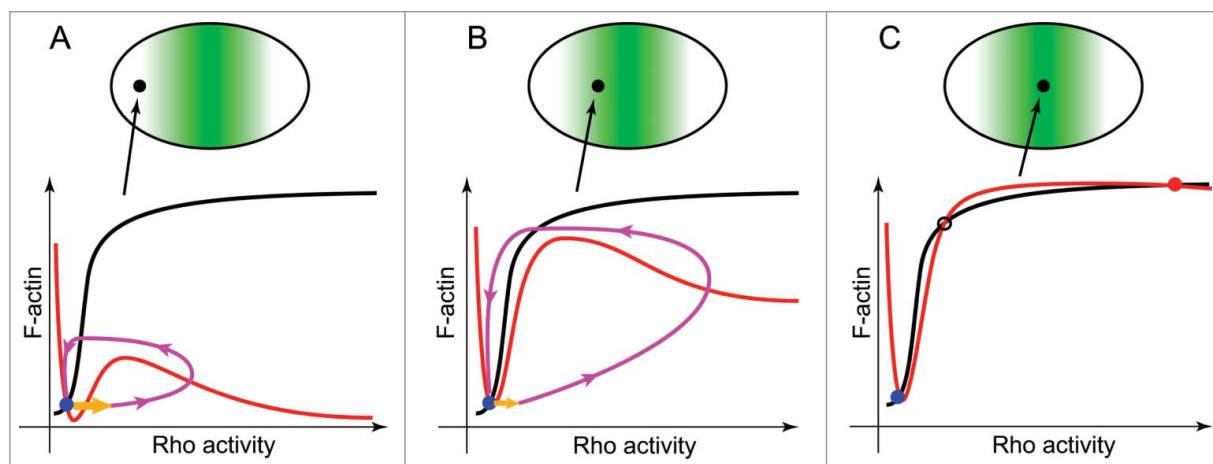 A
B
C
F-actin
Rho activity
F-actin
Rho activity
F-actin
Rho activity